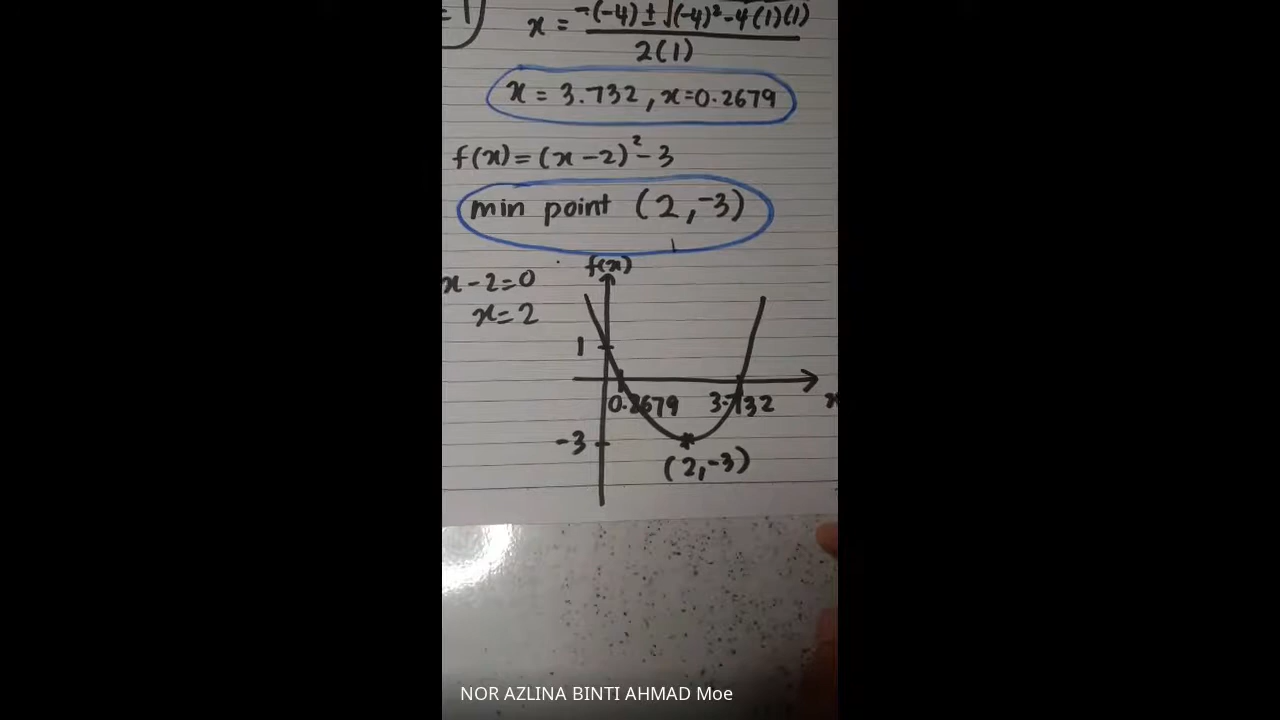 = 1
x = -(-4) ± √(-4)² - 4(1)(1)
2(1)
x = 3.732, x=0.2679
f(x) = (x - 2)² - 3
min point (2, -3)
f(x)
x - 2 = 0
x = 2
1
0.2679 3.732 x
-3
(2, -3)
NOR AZLINA BINTI AHMAD Moe